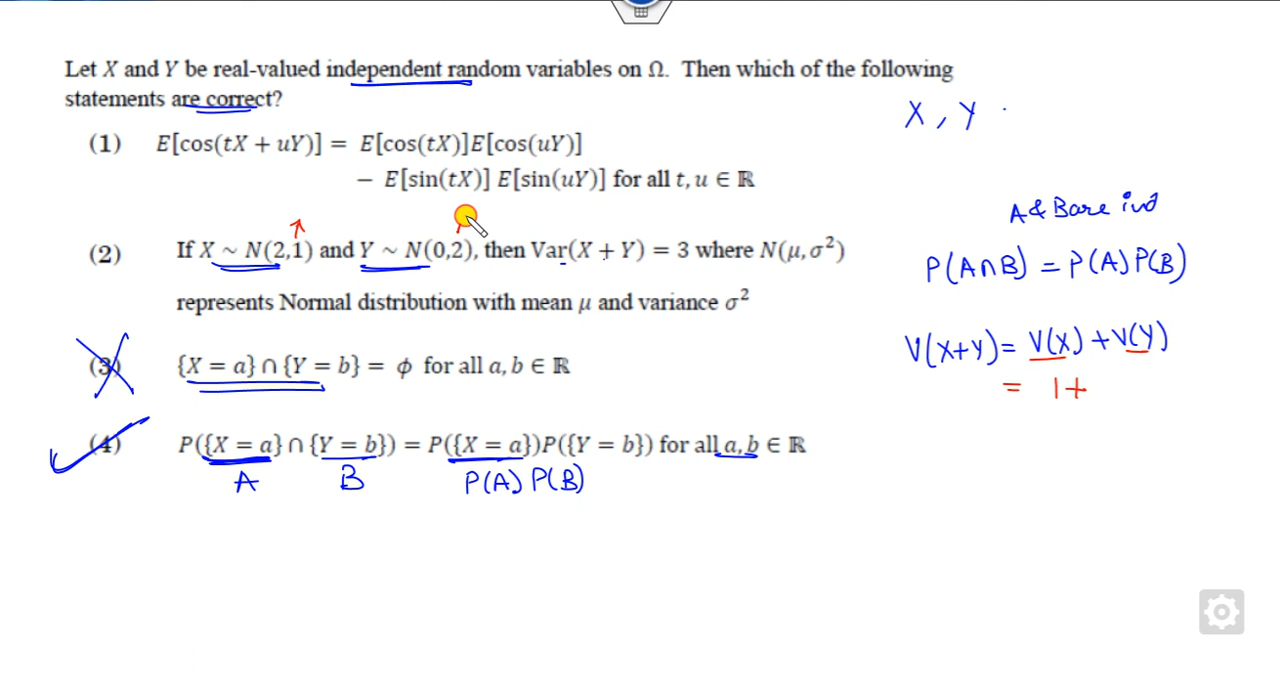 Let X and Y be real-valued independent random variables on Ω. Then which of the following
statements are correct?
X, Y
(1) E[cos(tX + uY)] = E[cos(tX)]E[cos(uY)]
− E[sin(tX)] E[sin(uY)] for all t, u ∈ ℝ
A & B are ind
(2) If X ~ N(2,1) and Y ~ N(0,2), then Var(X + Y) = 3 where N(μ, σ²)
P(A∩B) = P(A)P(B)
represents Normal distribution with mean μ and variance σ²
V(X+Y) = V(X) + V(Y)
(3) {X = a} ∩ {Y = b} = ϕ for all a, b ∈ ℝ
= 1+
(4) P({X = a} ∩ {Y = b}) = P({X = a})P({Y = b}) for all a, b ∈ ℝ
A B P(A) P(B)